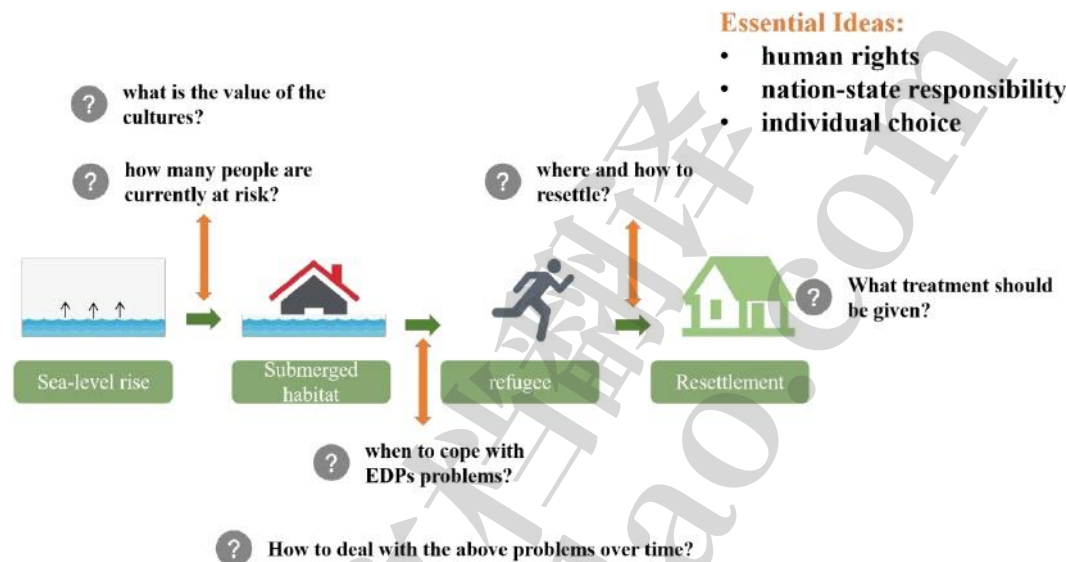 Essential Ideas:
• human rights
• nation-state responsibility
• individual choice
? what is the value of the
cultures?
? how many people are
currently at risk?
? where and how to
resettle?
? What treatment should
be given?
Sea-level rise
Submerged
habitat
refugee
Resettlement
? when to cope with
EDPs problems?
? How to deal with the above problems over time?